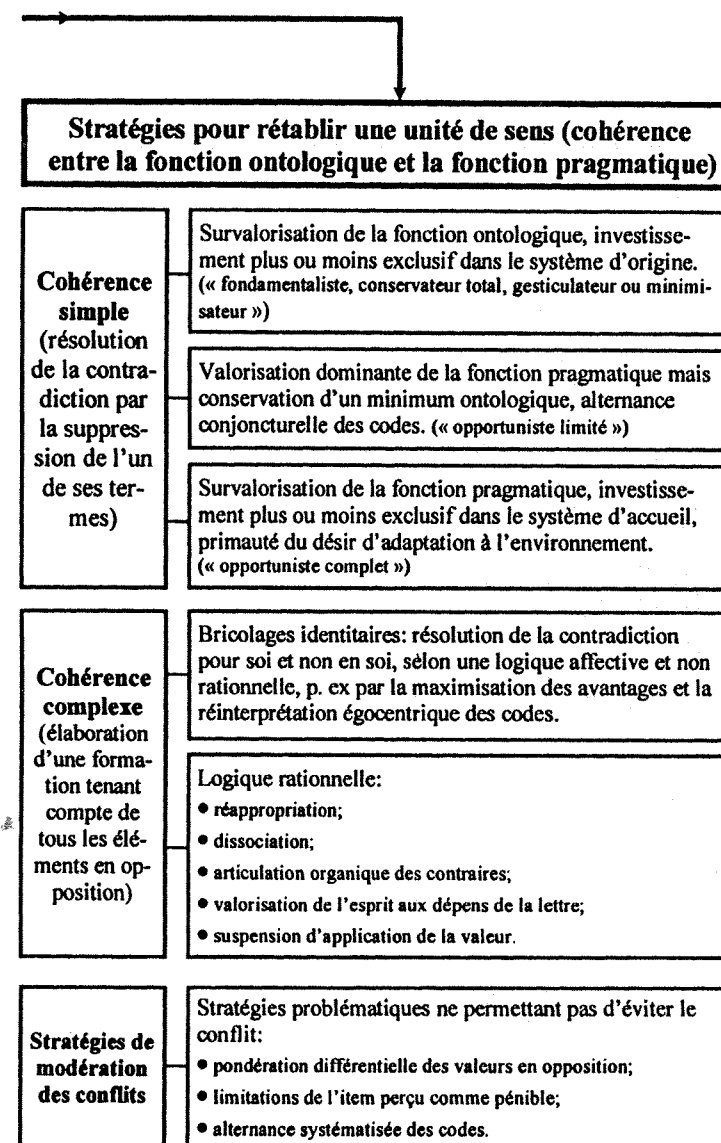 Stratégies pour rétablir une unité de sens (cohérence
entre la fonction ontologique et la fonction pragmatique)
Cohérence
simple
(résolution
de la contra-
diction par
la suppres-
sion de l'un
de ses ter-
mes)
Survalorisation de la fonction ontologique, investisse-
ment plus ou moins exclusif dans le système d'origine.
(« fondamentaliste, conservateur total, gesticulateur ou minimi-
sateur »)
Valorisation dominante de la fonction pragmatique mais
conservation d'un minimum ontologique, alternance
conjoncturelle des codes. (« opportuniste limité »)
Survalorisation de la fonction pragmatique, investisse-
ment plus ou moins exclusif dans le système d'accueil,
primauté du désir d'adaptation à l'environnement.
(« opportuniste complet »)
Cohérence
complexe
(élaboration
d'une forma-
tion tenant
compte de
tous les élé-
ments en op-
position)
Bricolages identitaires: résolution de la contradiction
pour soi et non en soi, sélon une logique affective et non
rationnelle, p. ex par la maximisation des avantages et la
réinterprétation égocentrique des codes.
Logique rationnelle:
• réappropriation;
• dissociation;
• articulation organique des contraires;
• valorisation de l'esprit aux dépens de la lettre;
• suspension d'application de la valeur.
Stratégies de
modération
des conflits
Stratégies problématiques ne permettant pas d'éviter le
conflit:
• pondération différentielle des valeurs en opposition;
• limitations de l'item perçu comme pénible;
• alternance systématisée des codes.